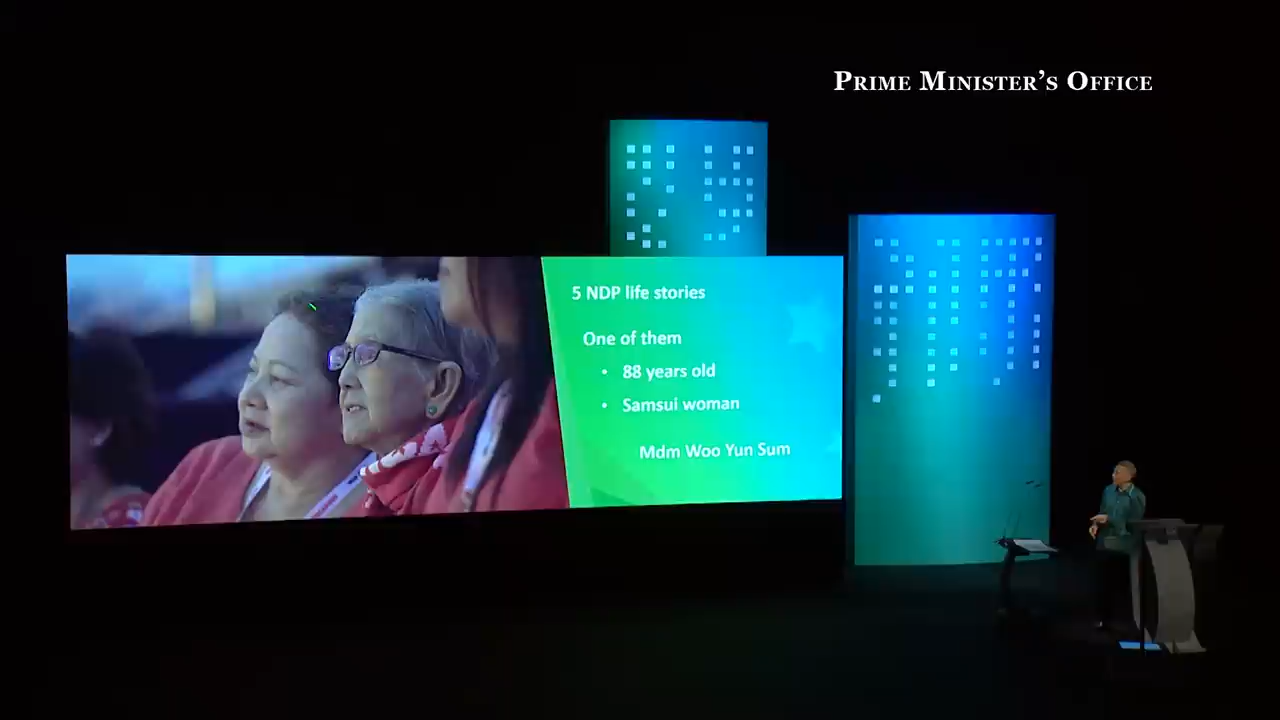 PRIME MINISTER'S OFFICE
5 NDP life stories
One of them
• 88 years old
• Samsui woman
Mdm Woo Yun Sum